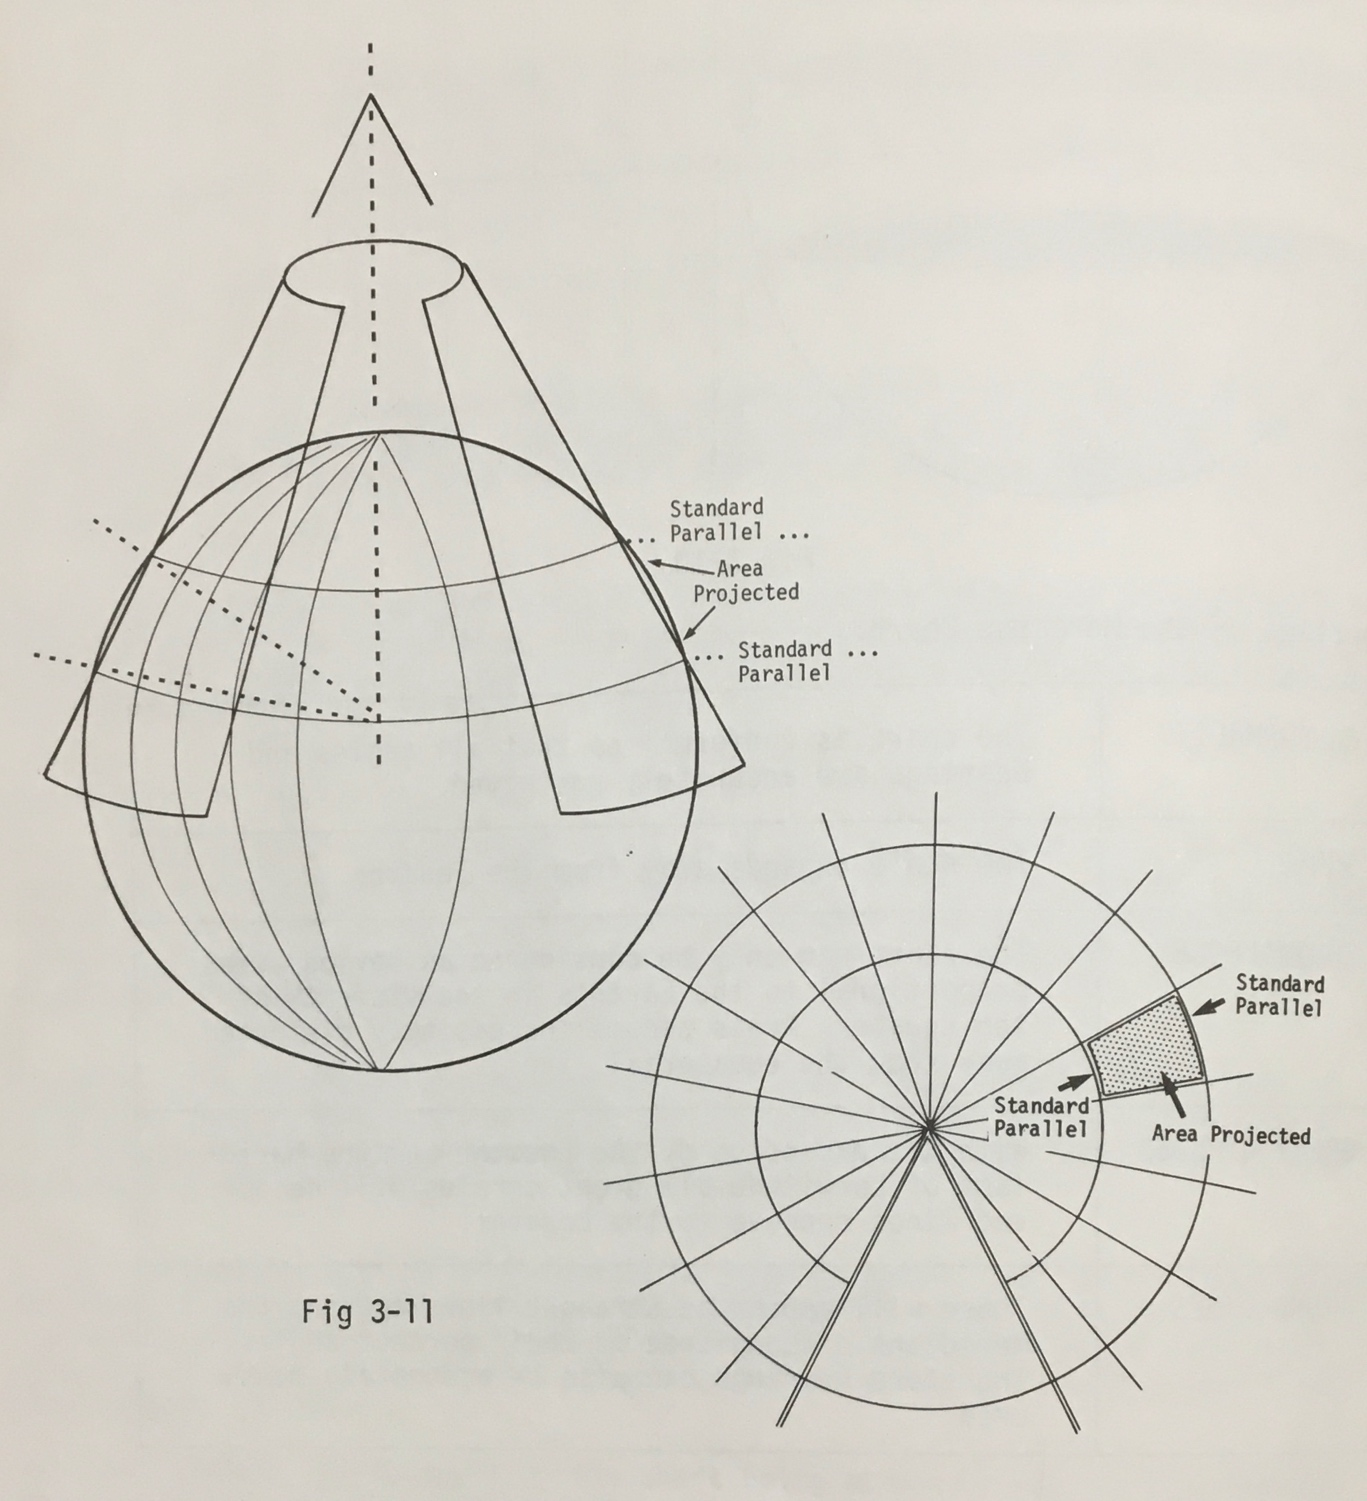 Standard
Parallel ...
Area
Projected
... Standard ...
Parallel
Standard
Parallel
Standard
Parallel
Area Projected
Fig 3-11